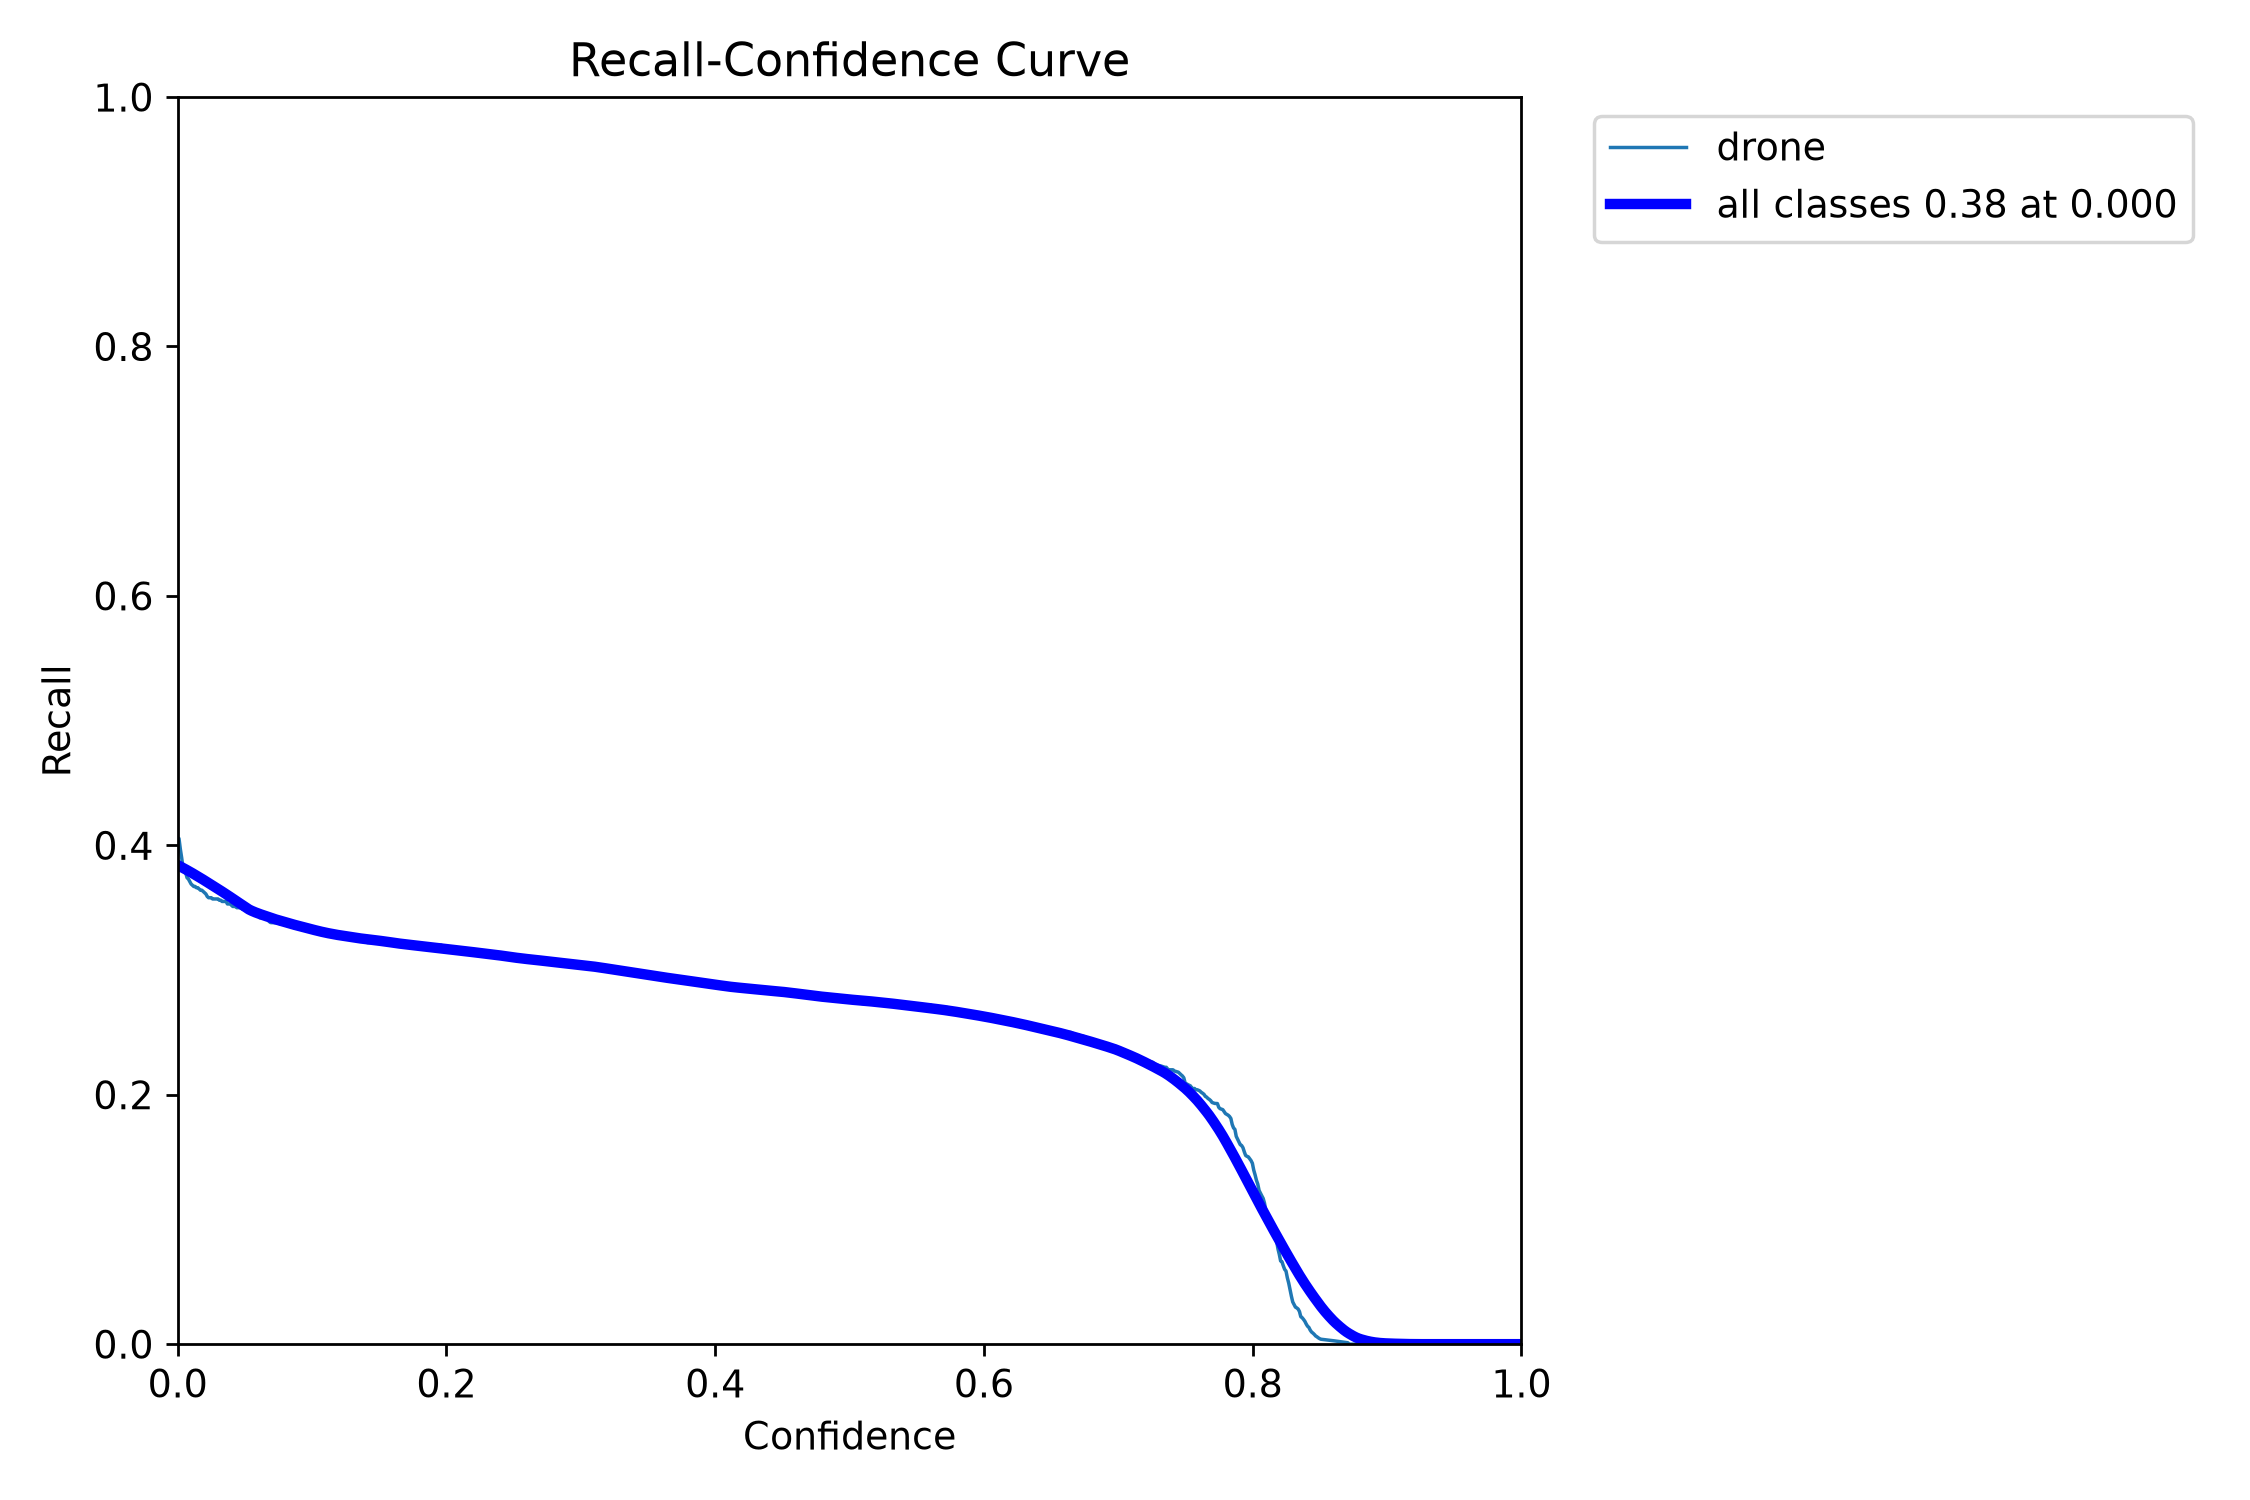 Recall-Confidence Curve
1.0
0.8
0.6
0.4
0.2
0.0
Recall
0.0 0.2 0.4 0.6 0.8 1.0
Confidence
drone
all classes 0.38 at 0.000